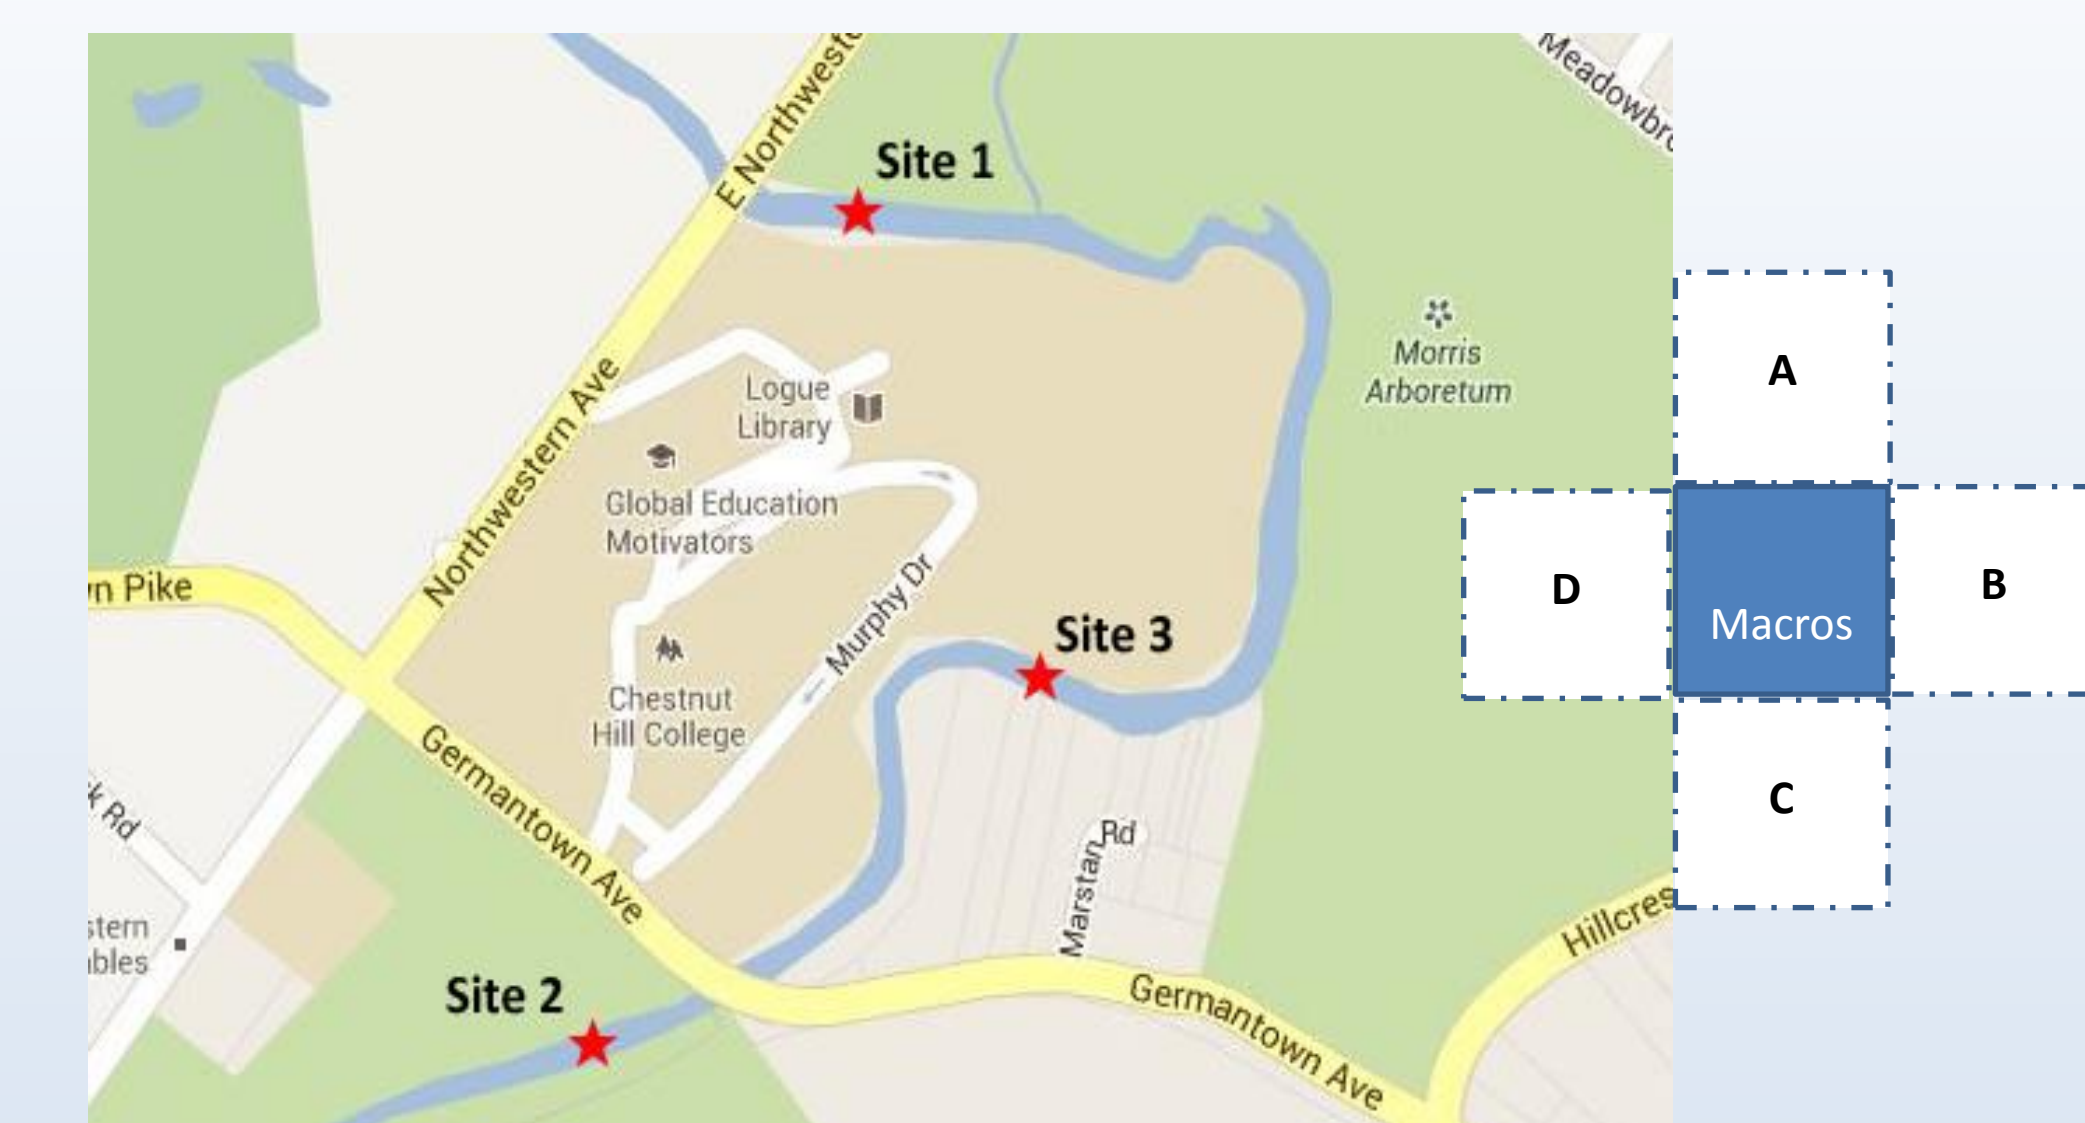 E Northweste
Meadowbro
Site 1
Morris
Arboretum
A
Logue
Library
Northwestern Ave
Global Education
Motivators
n Pike
D
Macros
B
Murphy Dr
Site 3
Chestnut
Hill College
Germantown Ave
C
k Rd
Rd
Marstan
stern
bles
Hillcres
Site 2
Germantown Ave